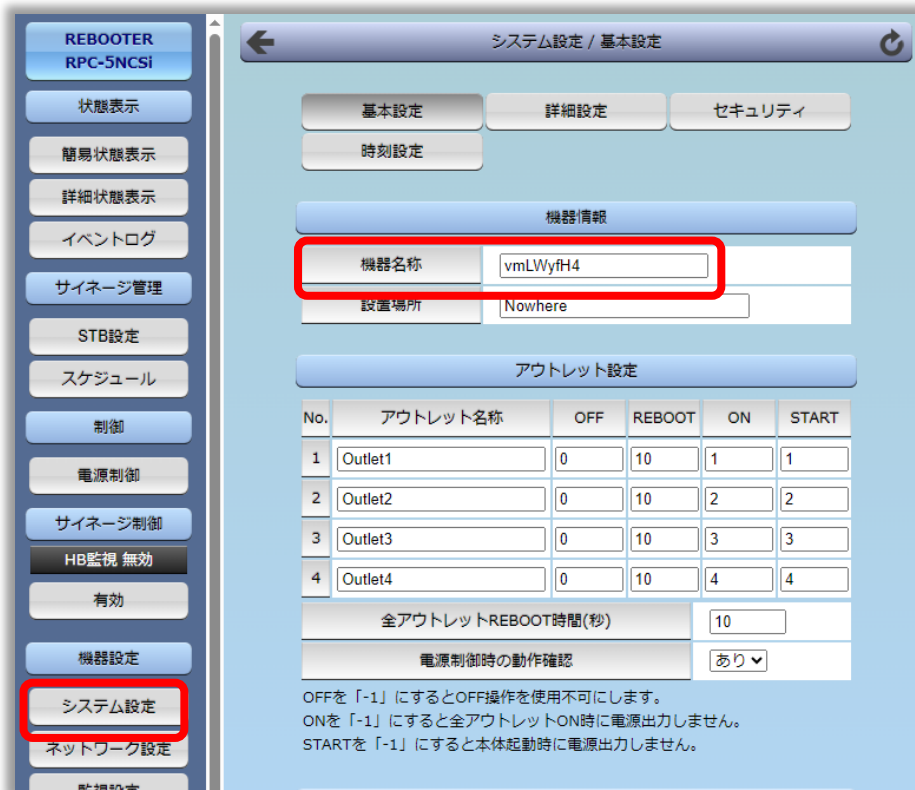 REBOOTER
RPC-5NCSi
状態表示
簡易状態表示
詳細状態表示
イベントログ
サイネージ管理
STB設定
スケジュール
制御
電源制御
サイネージ制御
HB監視 無効
有効
機器設定
システム設定
ネットワーク設定
監視設定
システム設定 / 基本設定
基本設定 詳細設定 セキュリティ
時刻設定
機器情報
機器名称 vmLWyfH4
設置場所 Nowhere
アウトレット設定
No. アウトレット名称 OFF REBOOT ON START
1 Outlet1 0 10 1 1
2 Outlet2 0 10 2 2
3 Outlet3 0 10 3 3
4 Outlet4 0 10 4 4
全アウトレットREBOOT時間(秒) 10
電源制御時の動作確認 あり
OFFを「-1」にするとOFF操作を使用不可にします。
ONを「-1」にすると全アウトレットON時に電源出力しません。
STARTを「-1」にすると本体起動時に電源出力しません。